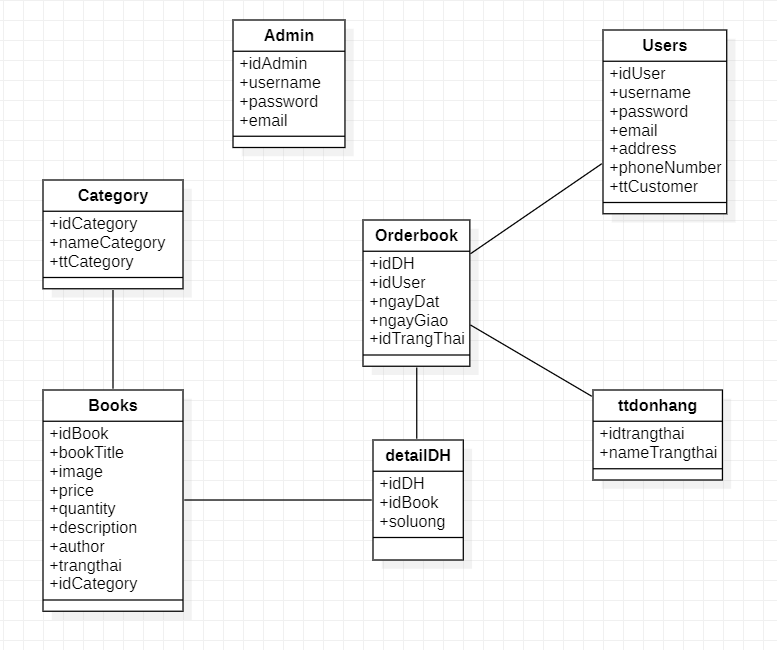 Admin
+idAdmin
+username
+password
+email
Users
+idUser
+username
+password
+email
+address
+phoneNumber
+ttCustomer
Category
+idCategory
+nameCategory
+ttCategory
Orderbook
+idDH
+idUser
+ngayDat
+ngayGiao
+idTrangThai
Books
+idBook
+bookTitle
+image
+price
+quantity
+description
+author
+trangthai
+idCategory
detailDH
+idDH
+idBook
+soluong
ttdonhang
+idtrangthai
+nameTrangthai